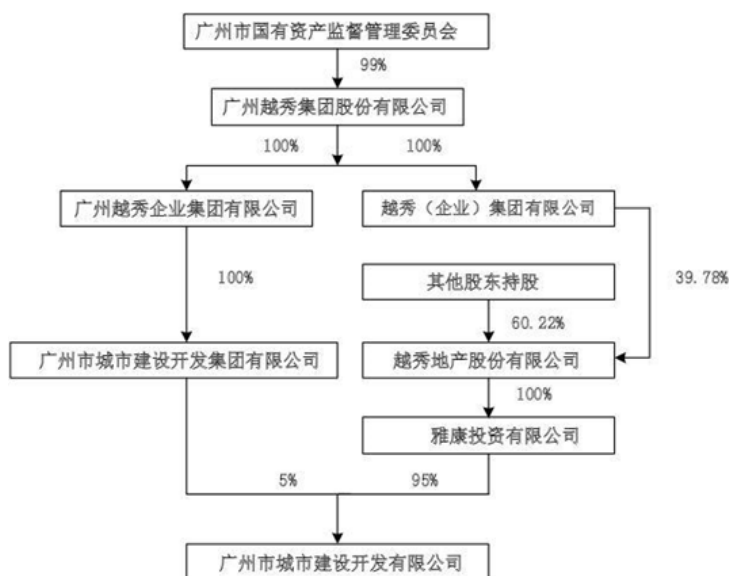 广州市国有资产监督管理委员会
99%
广州越秀集团股份有限公司
100%
100%
广州越秀企业集团有限公司
越秀（企业）集团有限公司
100%
其他股东持股
39.78%
60.22%
广州市城市建设开发集团有限公司
越秀地产股份有限公司
100%
雅康投资有限公司
5%
95%
广州市城市建设开发有限公司